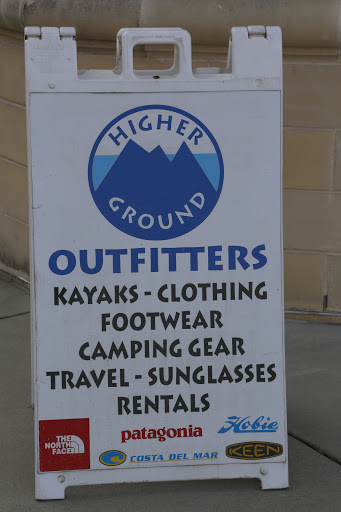 HIGHER
GROUND
OUTFITTERS
KAYAKS - CLOTHING
FOOTWEAR
CAMPING GEAR
TRAVEL - SUNGLASSES
RENTALS
THE
NORTH
FACE
patagonia
Hobie
COSTA DEL MAR
KEEN